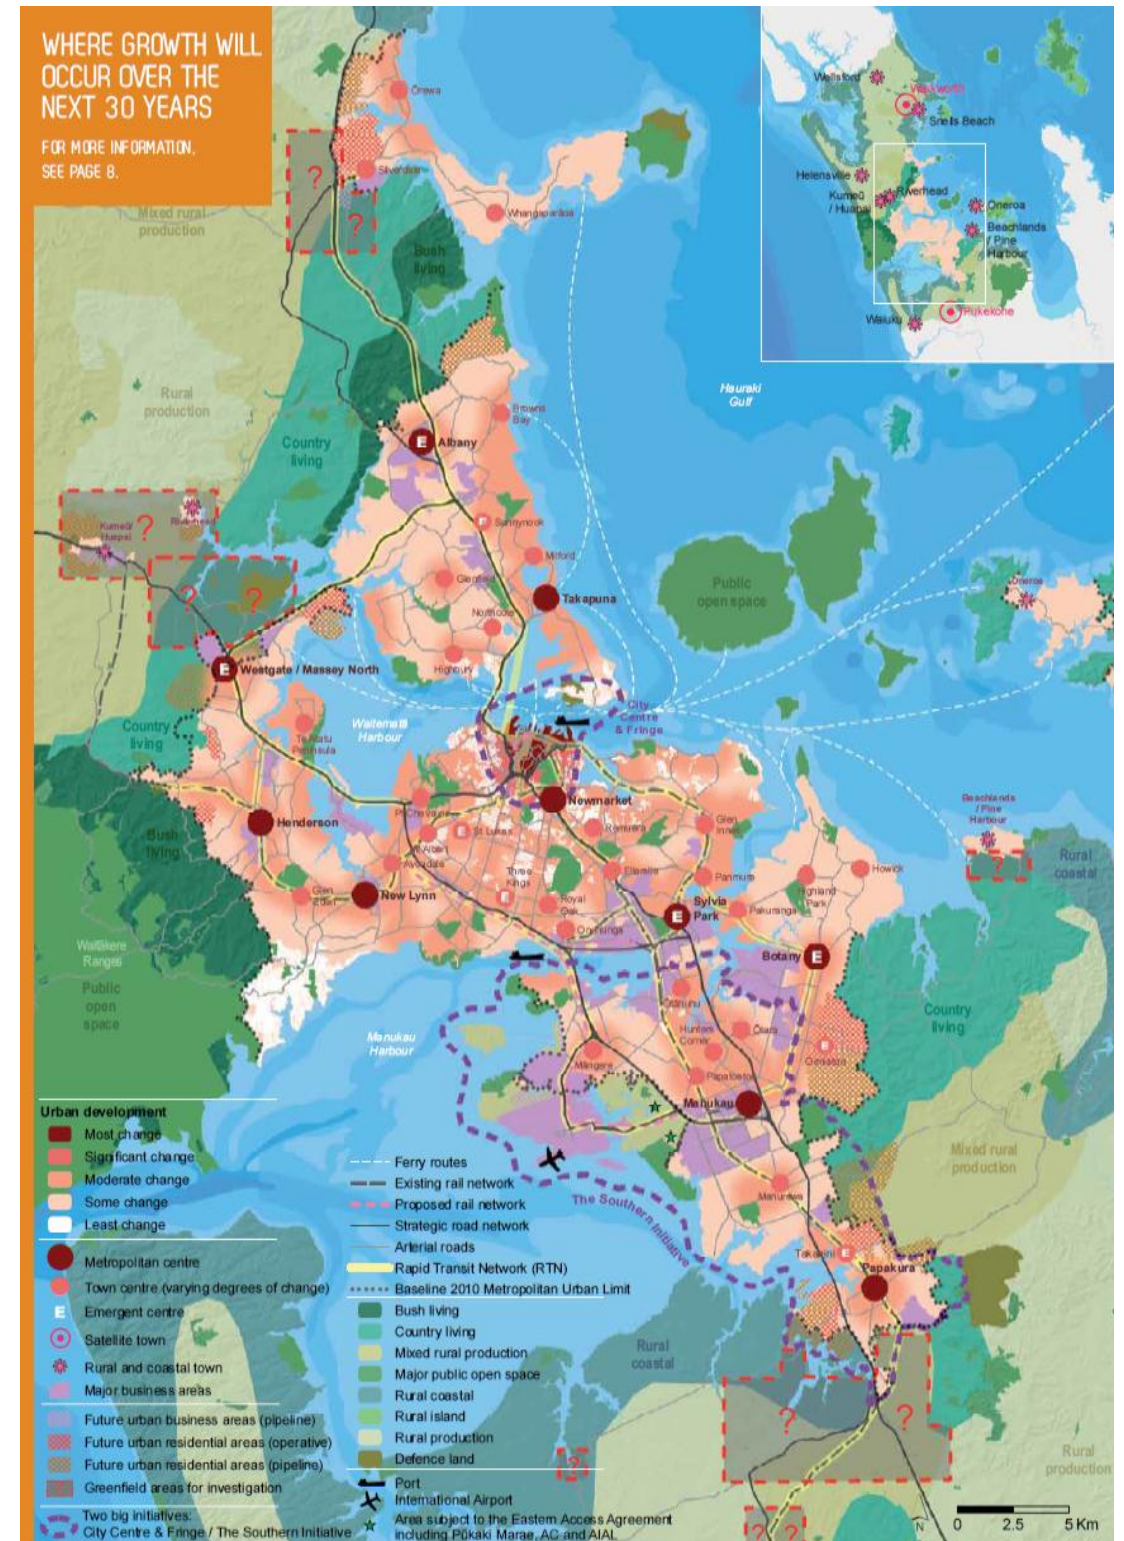 WHERE GROWTH WILL
OCCUR OVER THE
NEXT 30 YEARS
FOR MORE INFORMATION,
SEE PAGE 8.
Wellsford
Warkworth
Snells Beach
Helensville
Kumeū
/ Huapai
Riverhead
Oneroa
Beachlands
/ Pine
Harbour
Waiuku
Pukekohe
Ōrewa
Silverdale
Whangaparāoa
?
?
Mixed rural
production
Bush
living
Rural
production
Country
living
Hauraki
Gulf
Browns
Bay
E Albany
E Sunnynook
Milford
Glenfield
Takapuna
Northcote
Highbury
Kumeū/
Huapai
?
Riverhead
?
?
E Westgate / Massey North
Public
open space
Oneroa
Country
living
Te Atatu
Peninsula
Waitematā
Harbour
City
Centre
& Fringe
Newmarket
Henderson
Pt Chevalier
E St Lukes
Mt Albert
Avondale
Remuera
Glen
Innes
Beachlands
/ Pine
Harbour
?
Rural
coastal
Bush
living
Glen
Eden
New Lynn
Three
Kings
E
Royal
Oak
Ellerslie
Panmure
Highland
Park
Howick
Sylvia
Park
E
Pakuranga
Onehunga
Botany E
Waitākere
Ranges
Public
open
space
Manukau
Harbour
Ōtāhuhu
Hunters
Corner
Ōtara
Māngere
Papatoetoe
E
Ormiston
Country
living
Manukau
Mixed rural
production
The Southern Initiative
Manurewa
Takanini E
Papakura
Rural
coastal
?
?
?
? ?
Rural
production
Urban development
Most change
Significant change
Moderate change
Some change
Least change
Metropolitan centre
Town centre (varying degrees of change)
E Emergent centre
Satellite town
Rural and coastal town
Major business areas
Future urban business areas (pipeline)
Future urban residential areas (operative)
Future urban residential areas (pipeline)
Greenfield areas for investigation
Two big initiatives:
City Centre & Fringe / The Southern Initiative
Ferry routes
Existing rail network
Proposed rail network
Strategic road network
Arterial roads
Rapid Transit Network (RTN)
Baseline 2010 Metropolitan Urban Limit
Bush living
Country living
Mixed rural production
Major public open space
Rural coastal
Rural island
Rural production
Defence land
Port
International Airport
Area subject to the Eastern Access Agreement
including Pūkaki Marae, AC and AIAL
N
0 2.5 5 Km